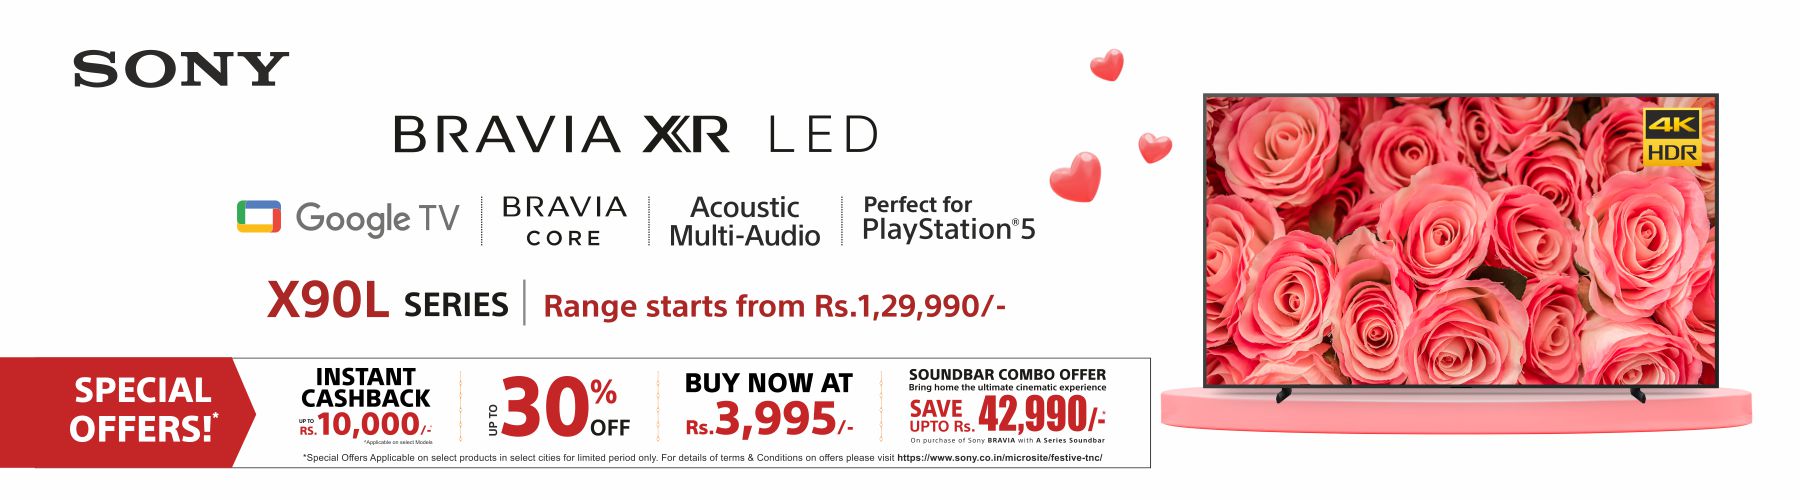 SONY
BRAVIA XR LED
Google TV
BRAVIA
CORE
Acoustic
Multi-Audio
Perfect for
PlayStation®5
X90L SERIES
Range starts from Rs.1,29,990/-
4K
HDR
SPECIAL
OFFERS!*
INSTANT
CASHBACK
UP TO
RS. 10,000/-*
*Applicable on select Models
UP TO 30% OFF
BUY NOW AT
Rs.3,995/-
SOUNDBAR COMBO OFFER
Bring home the ultimate cinematic experience
SAVE
UPTO Rs. 42,990/-
On purchase of Sony BRAVIA with A Series Soundbar
*Special Offers Applicable on select products in select cities for limited period only. For details of terms & Conditions on offers please visit https://www.sony.co.in/microsite/festive-tnc/